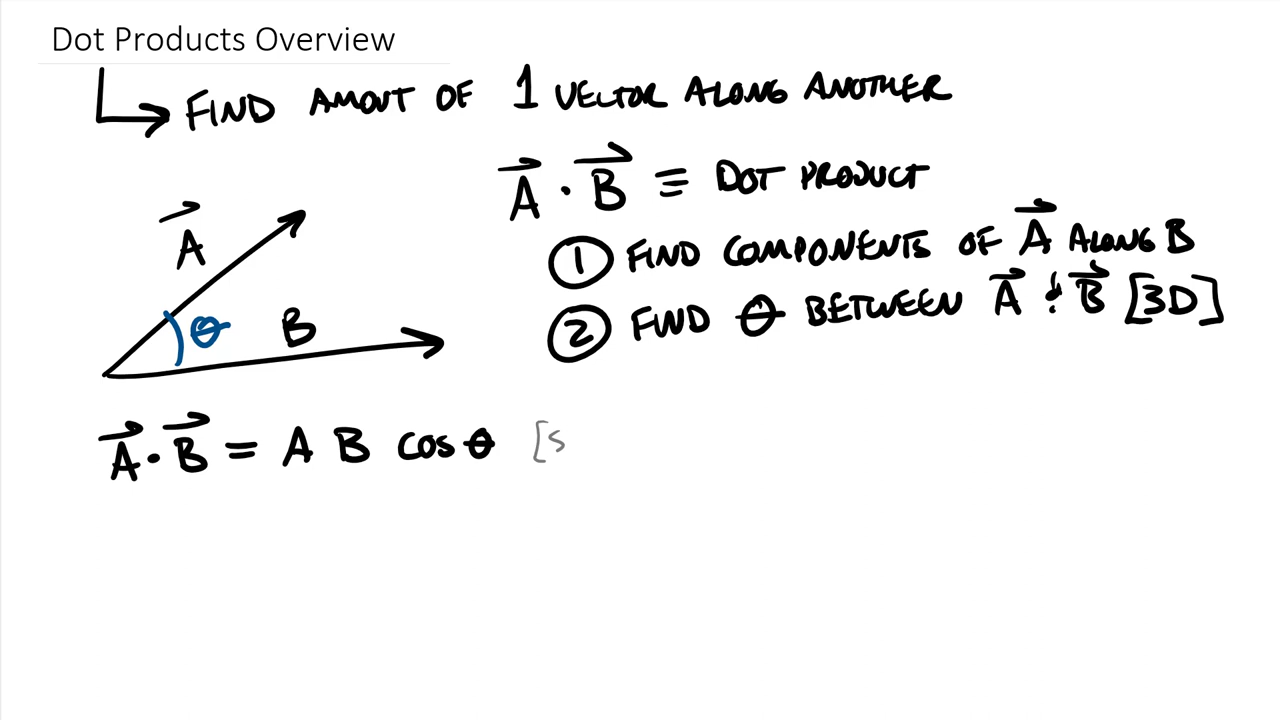 Dot Products Overview
FIND AMOUT OF 1 VECTOR ALONG ANOTHER
A⃗ · B⃗ ≡ DOT PRODUCT
① FIND COMPONENTS OF A⃗ ALONG B
② FIND θ BETWEEN A⃗ & B⃗ [3D]
A⃗
θ B
A⃗ · B⃗ = A B cos θ [s